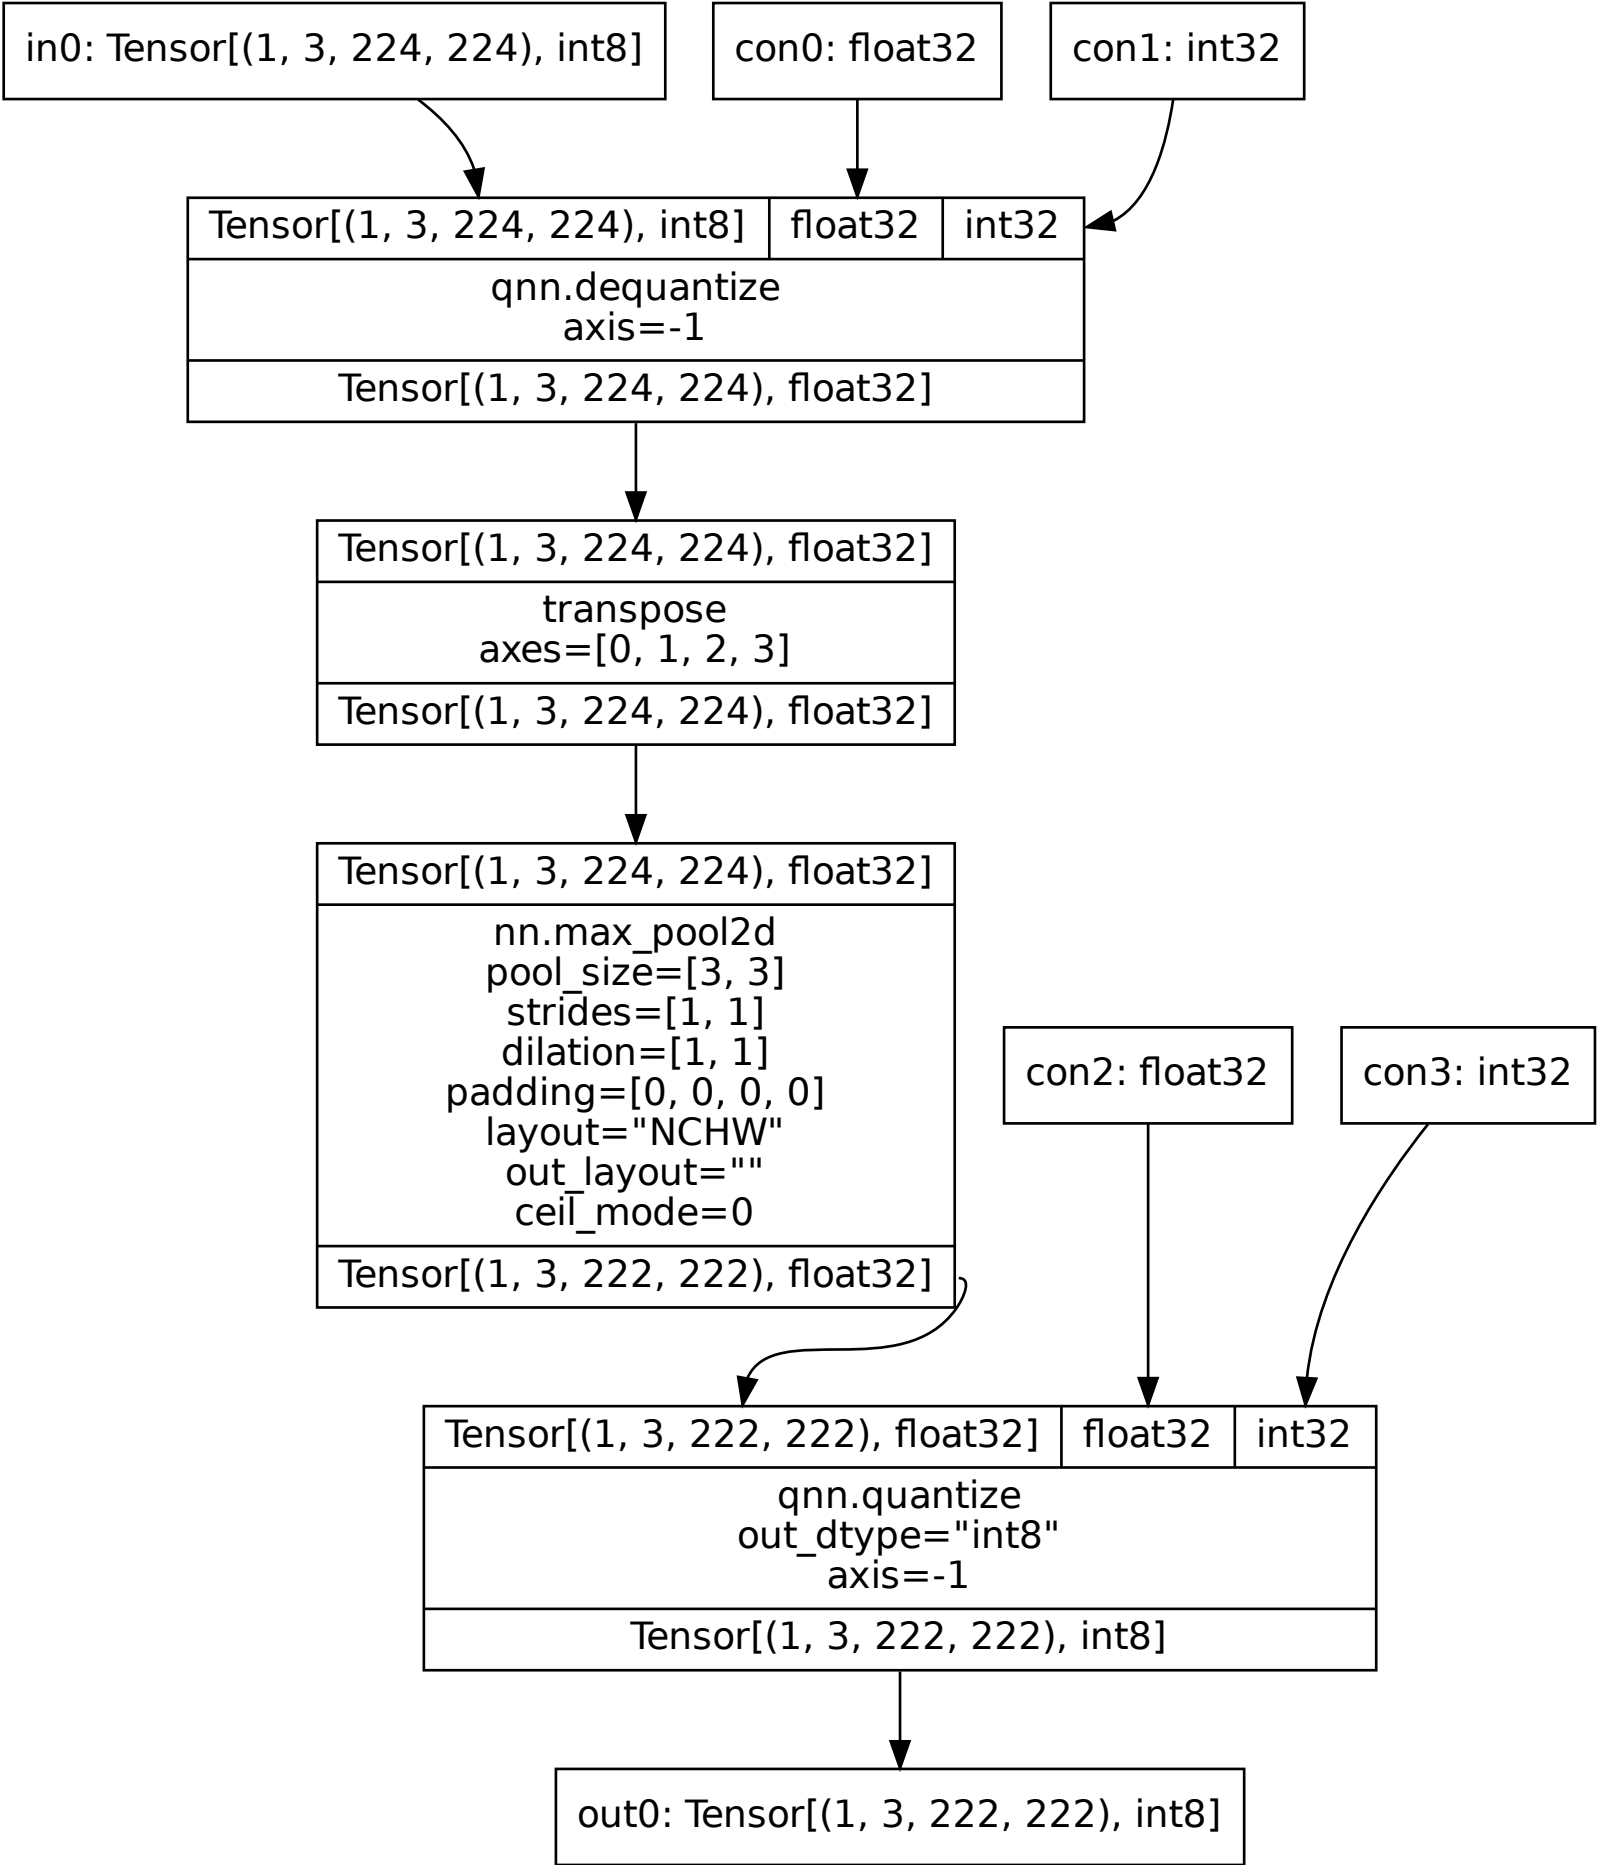 in0: Tensor[(1, 3, 224, 224), int8]
con0: float32
con1: int32
Tensor[(1, 3, 224, 224), int8]
float32
int32
qnn.dequantize
axis=-1
Tensor[(1, 3, 224, 224), float32]
Tensor[(1, 3, 224, 224), float32]
transpose
axes=[0, 1, 2, 3]
Tensor[(1, 3, 224, 224), float32]
Tensor[(1, 3, 224, 224), float32]
nn.max_pool2d
pool_size=[3, 3]
strides=[1, 1]
dilation=[1, 1]
padding=[0, 0, 0, 0]
layout="NCHW"
out_layout=""
ceil_mode=0
Tensor[(1, 3, 222, 222), float32]
con2: float32
con3: int32
Tensor[(1, 3, 222, 222), float32]
float32
int32
qnn.quantize
out_dtype="int8"
axis=-1
Tensor[(1, 3, 222, 222), int8]
out0: Tensor[(1, 3, 222, 222), int8]